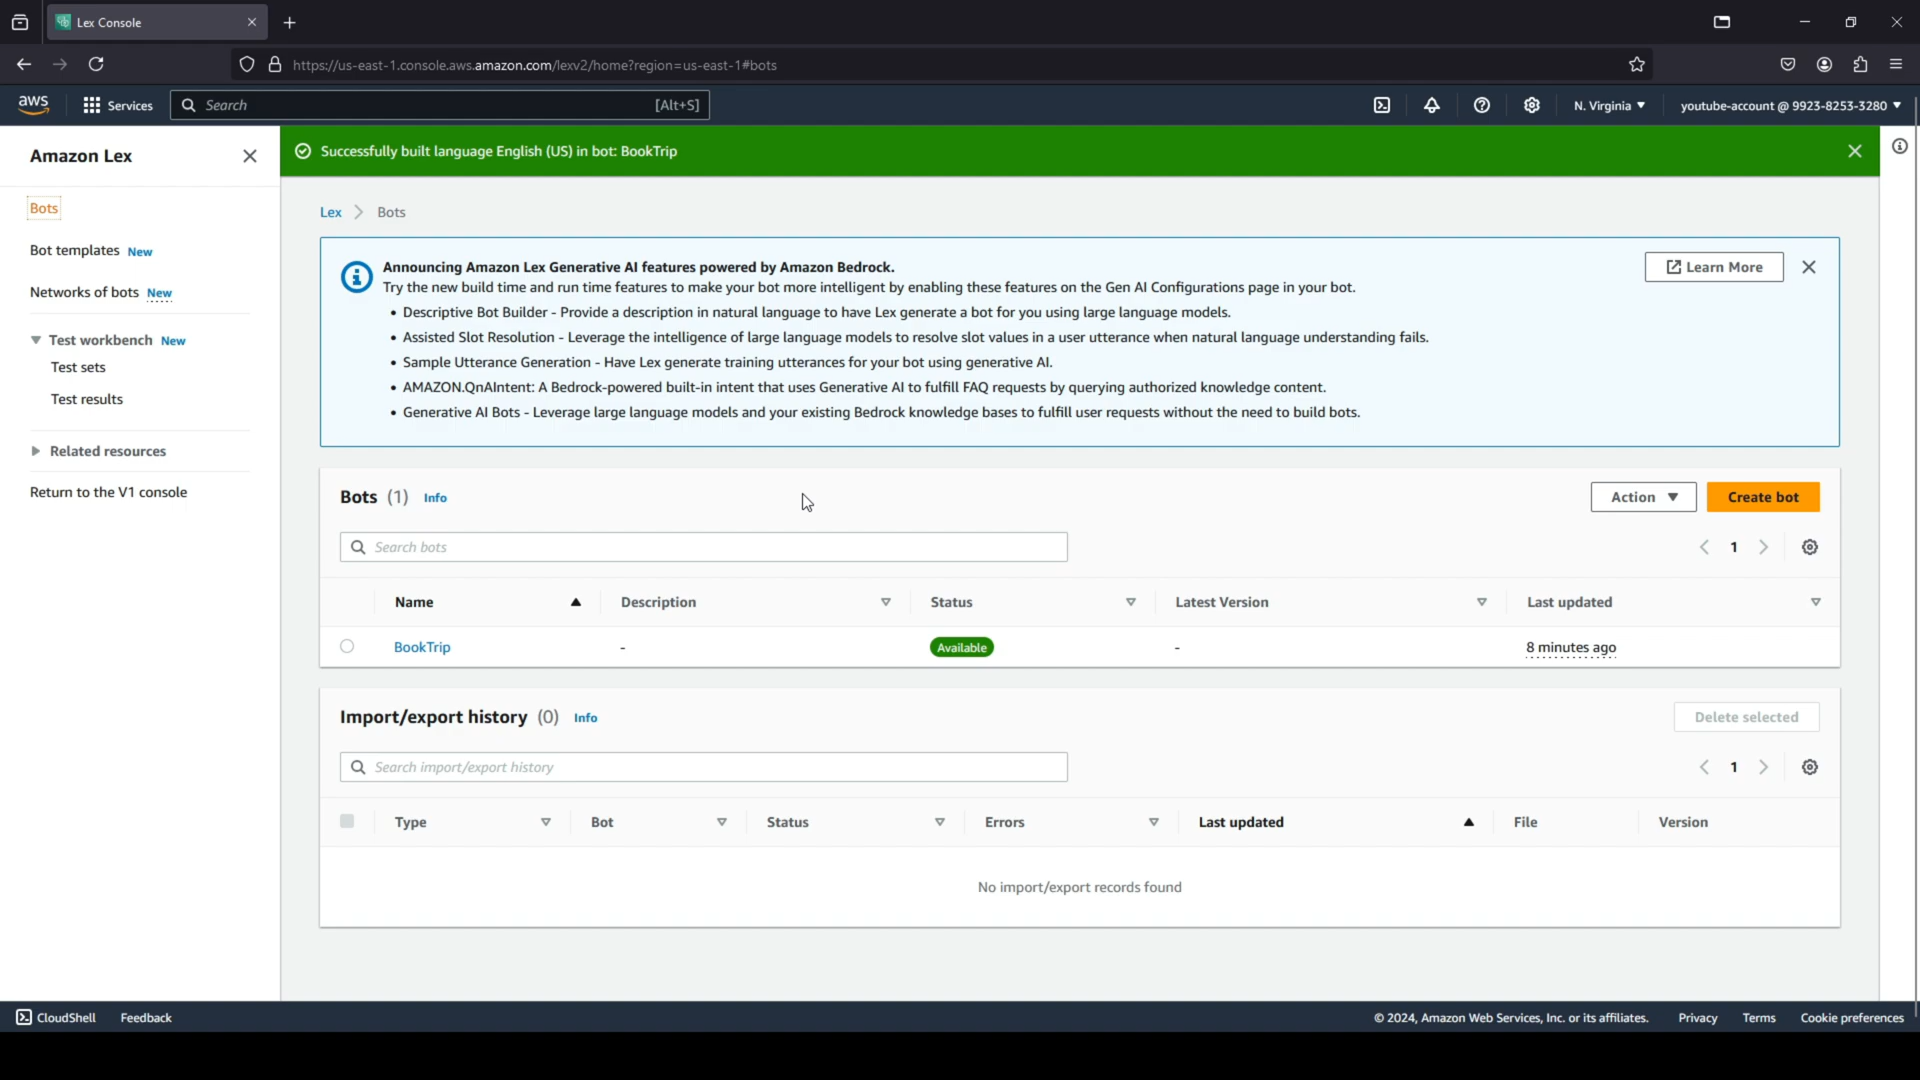 Lex Console
https://us-east-1.console.aws.amazon.com/lexv2/home?region=us-east-1#bots
aws Services Search [Alt+S] N. Virginia youtube-account @ 9923-8253-3280
Amazon Lex
Bots
Bot templates New
Networks of bots New
Test workbench New
Test sets
Test results
Related resources
Return to the V1 console
Successfully built language English (US) in bot: BookTrip
Lex > Bots
Announcing Amazon Lex Generative AI features powered by Amazon Bedrock.
Learn More
Try the new build time and run time features to make your bot more intelligent by enabling these features on the Gen AI Configurations page in your bot.
• Descriptive Bot Builder - Provide a description in natural language to have Lex generate a bot for you using large language models.
• Assisted Slot Resolution - Leverage the intelligence of large language models to resolve slot values in a user utterance when natural language understanding fails.
• Sample Utterance Generation - Have Lex generate training utterances for your bot using generative AI.
• AMAZON.QnAIntent: A Bedrock-powered built-in intent that uses Generative AI to fulfill FAQ requests by querying authorized knowledge content.
• Generative AI Bots - Leverage large language models and your existing Bedrock knowledge bases to fulfill user requests without the need to build bots.
Bots (1) Info Action Create bot
Search bots 1
Name Description Status Latest Version Last updated
BookTrip - Available - 8 minutes ago
Import/export history (0) Info Delete selected
Search import/export history 1
Type Bot Status Errors Last updated File Version
No import/export records found
CloudShell Feedback © 2024, Amazon Web Services, Inc. or its affiliates. Privacy Terms Cookie preferences